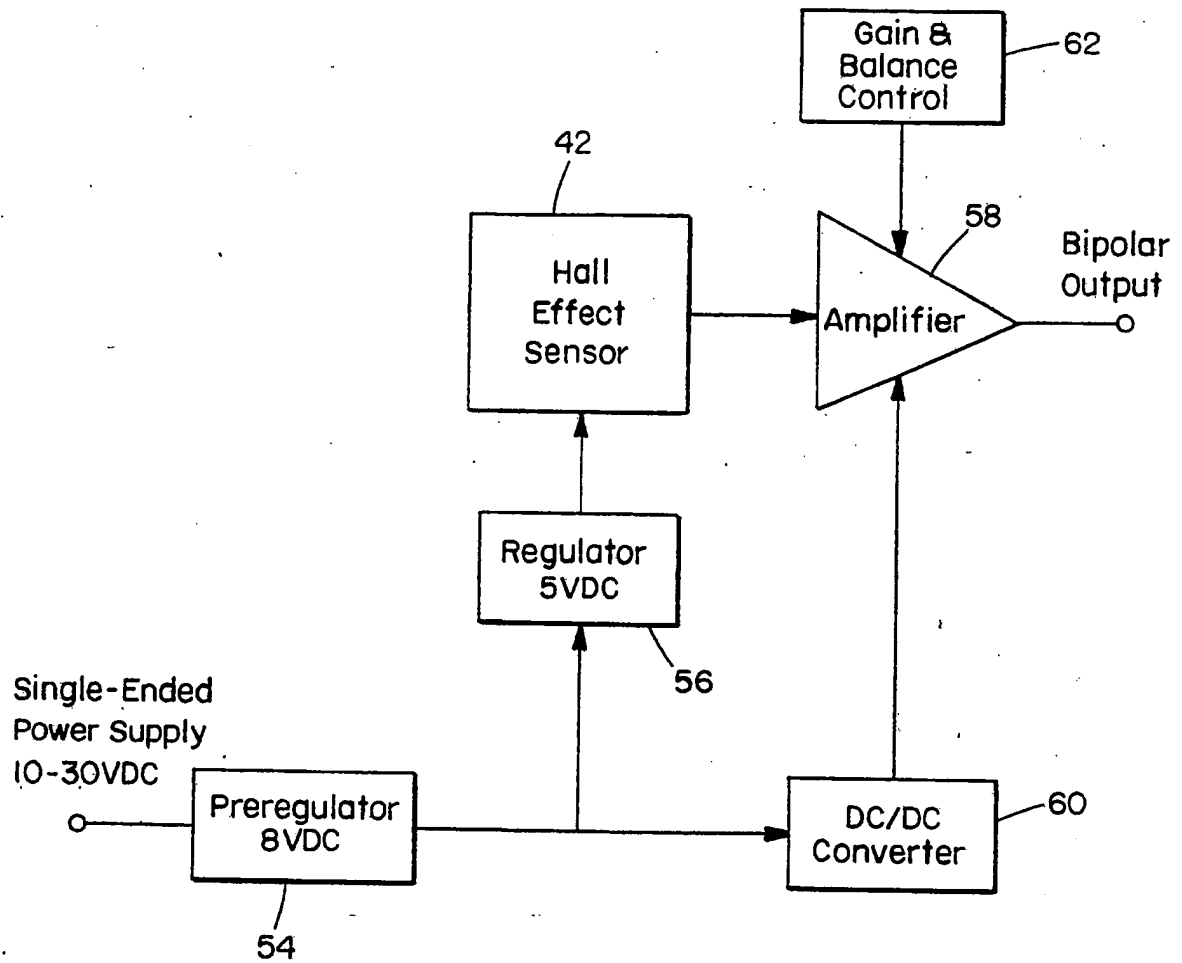 Gain &
Balance
Control
62
42
58
Bipolar
Output
Hall
Effect
Sensor
Amplifier
Regulator
5VDC
56
Single-Ended
Power Supply
10-30VDC
Preregulator
8VDC
54
DC/DC
Converter
60